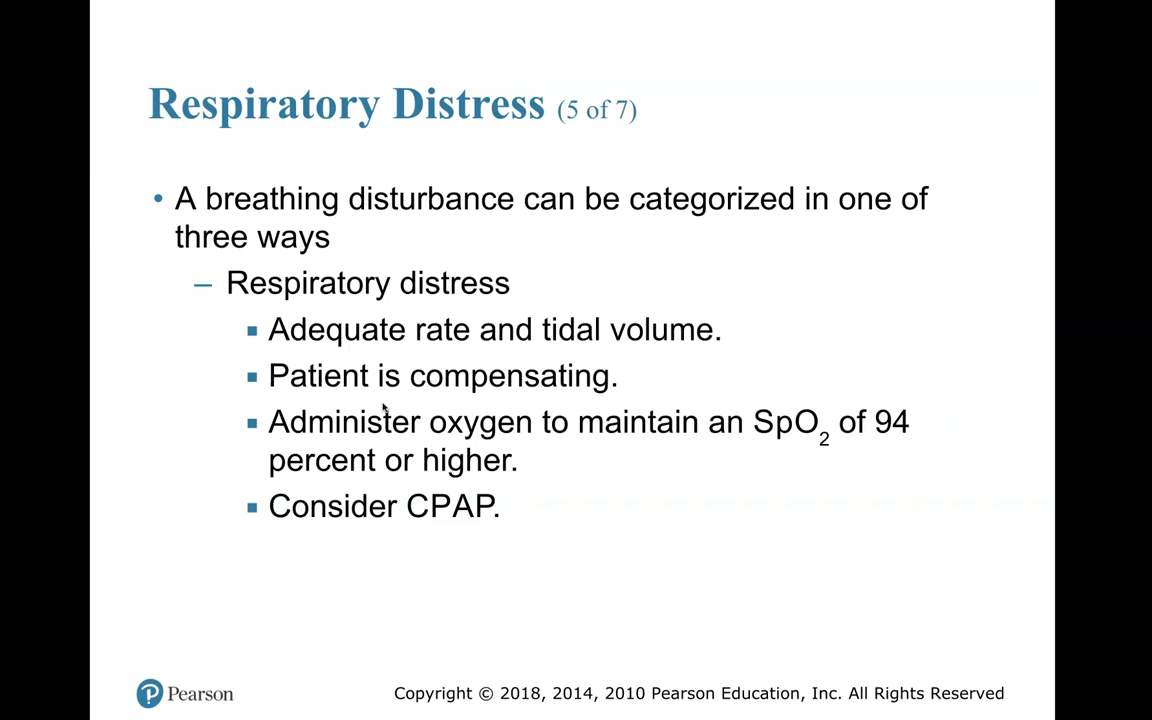 Respiratory Distress (5 of 7)
• A breathing disturbance can be categorized in one of
three ways
– Respiratory distress
▪ Adequate rate and tidal volume.
▪ Patient is compensating.
▪ Administer oxygen to maintain an SpO₂ of 94
percent or higher.
▪ Consider CPAP.
Pearson
Copyright © 2018, 2014, 2010 Pearson Education, Inc. All Rights Reserved